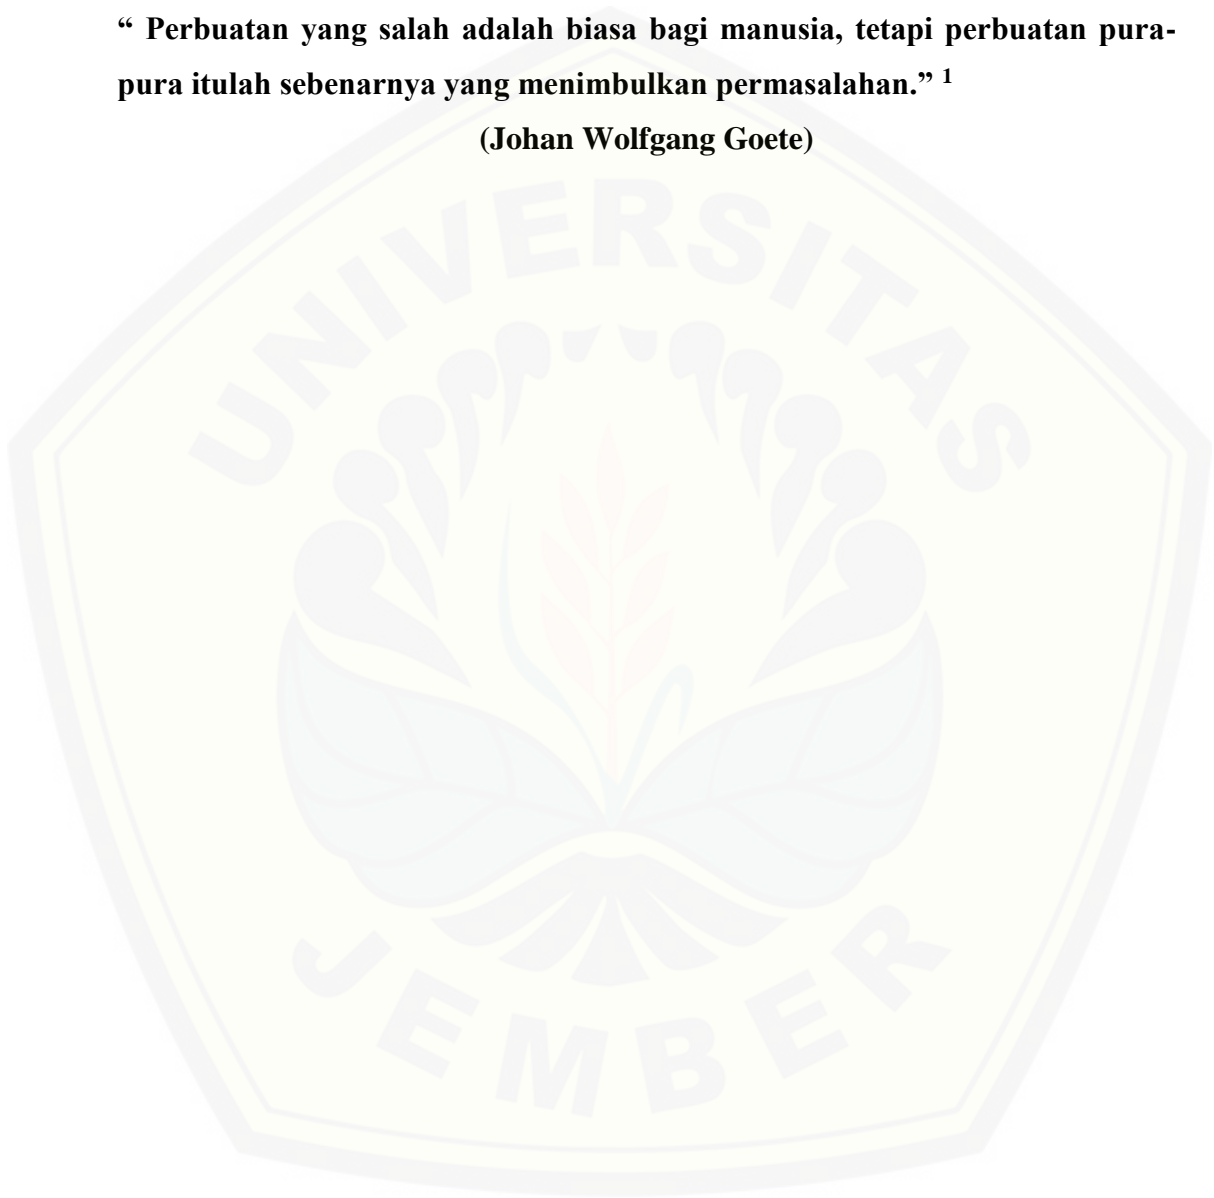 “ Perbuatan yang salah adalah biasa bagi manusia, tetapi perbuatan pura-
pura itulah sebenarnya yang menimbulkan permasalahan.” 1
(Johan Wolfgang Goete)
UNIVERSITAS
JEMBER